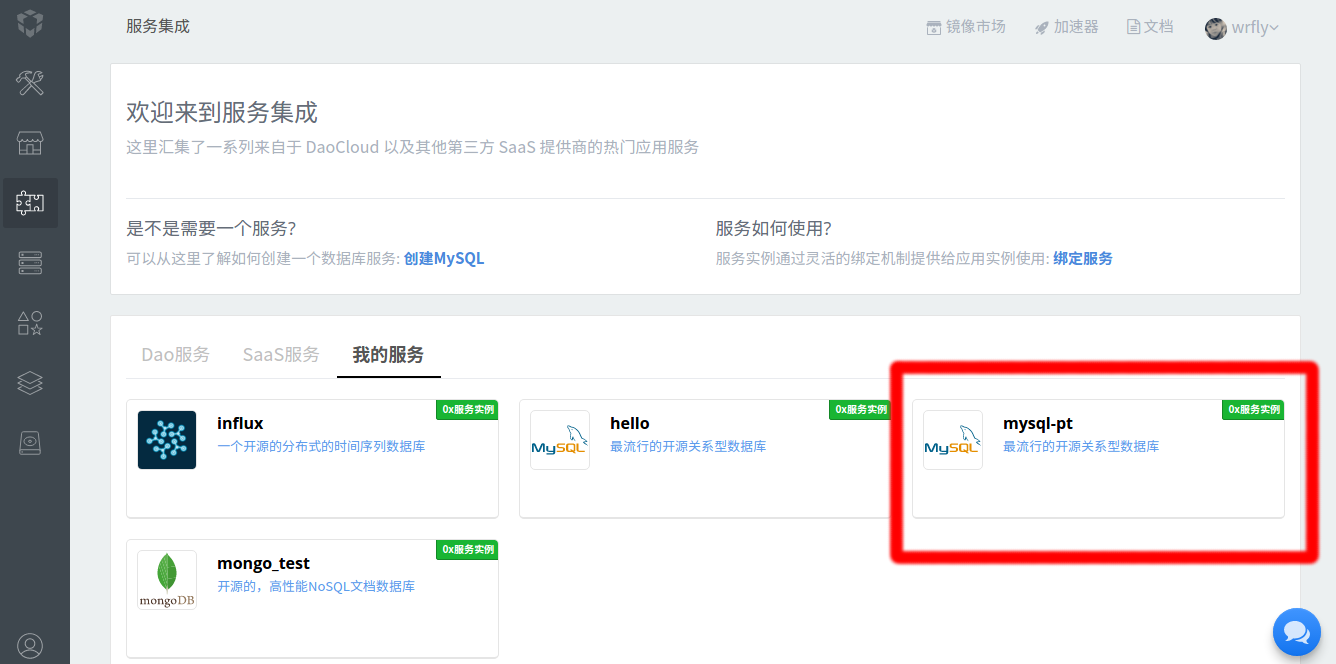 服务集成
镜像市场 加速器 文档 wrfly
欢迎来到服务集成
这里汇集了一系列来自于 DaoCloud 以及其他第三方 SaaS 提供商的热门应用服务
是不是需要一个服务?
可以从这里了解如何创建一个数据库服务: 创建MySQL
服务如何使用?
服务实例通过灵活的绑定机制提供给应用实例使用: 绑定服务
Dao服务 SaaS服务 我的服务
0x服务实例
influx
一个开源的分布式的时间序列数据库
0x服务实例
MySQL
hello
最流行的开源关系型数据库
0x服务实例
MySQL
mysql-pt
最流行的开源关系型数据库
0x服务实例
mongoDB
mongo_test
开源的，高性能NoSQL文档数据库